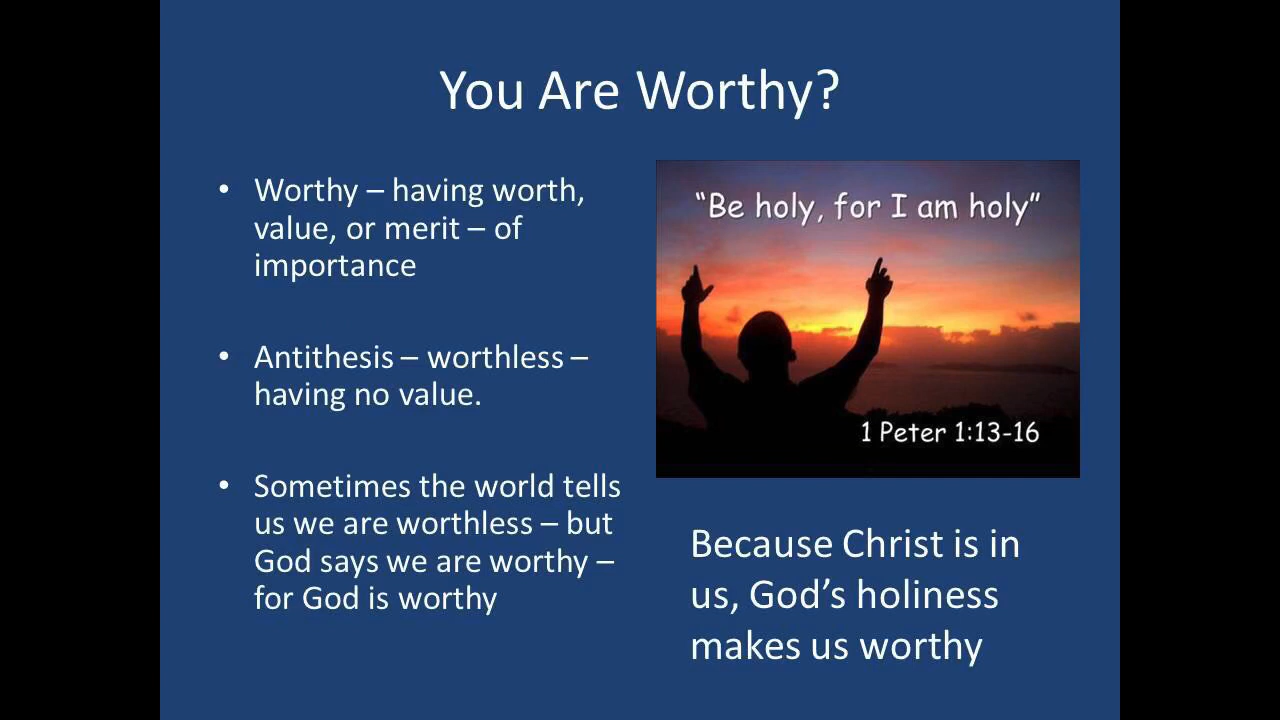 You Are Worthy?
• Worthy – having worth,
value, or merit – of
importance
• Antithesis – worthless –
having no value.
• Sometimes the world tells
us we are worthless – but
God says we are worthy –
for God is worthy
“Be holy, for I am holy”
1 Peter 1:13-16
Because Christ is in
us, God’s holiness
makes us worthy